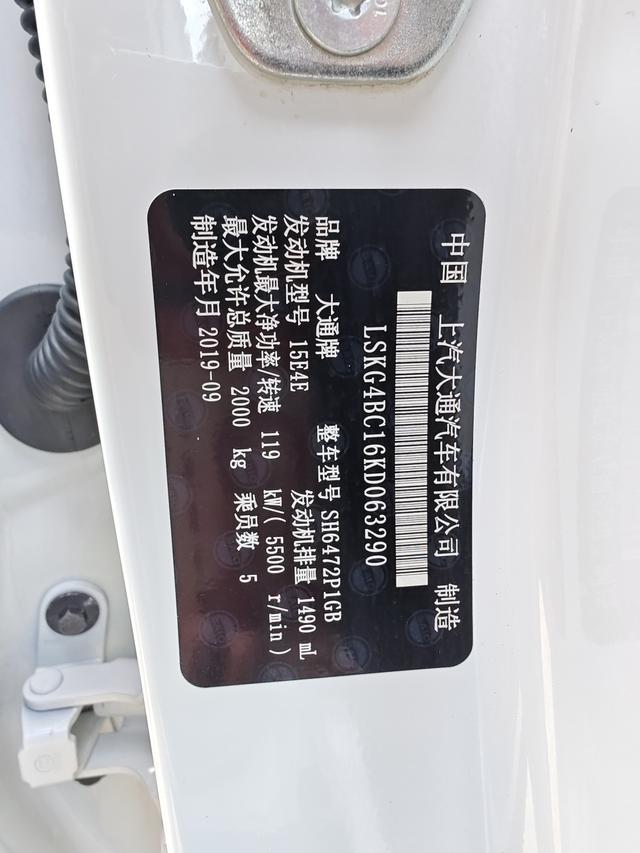 中国 上汽大通汽车有限公司 制造
LSKG4BC16KD063290
品牌 大通牌 整车型号 SH6472P1GB
发动机型号 15E4E 发动机排量 1490 mL
发动机最大净功率/转速 119 kW/( 5500 r/min)
最大允许总质量 2000 kg 乘员数 5
制造年月 2019-09